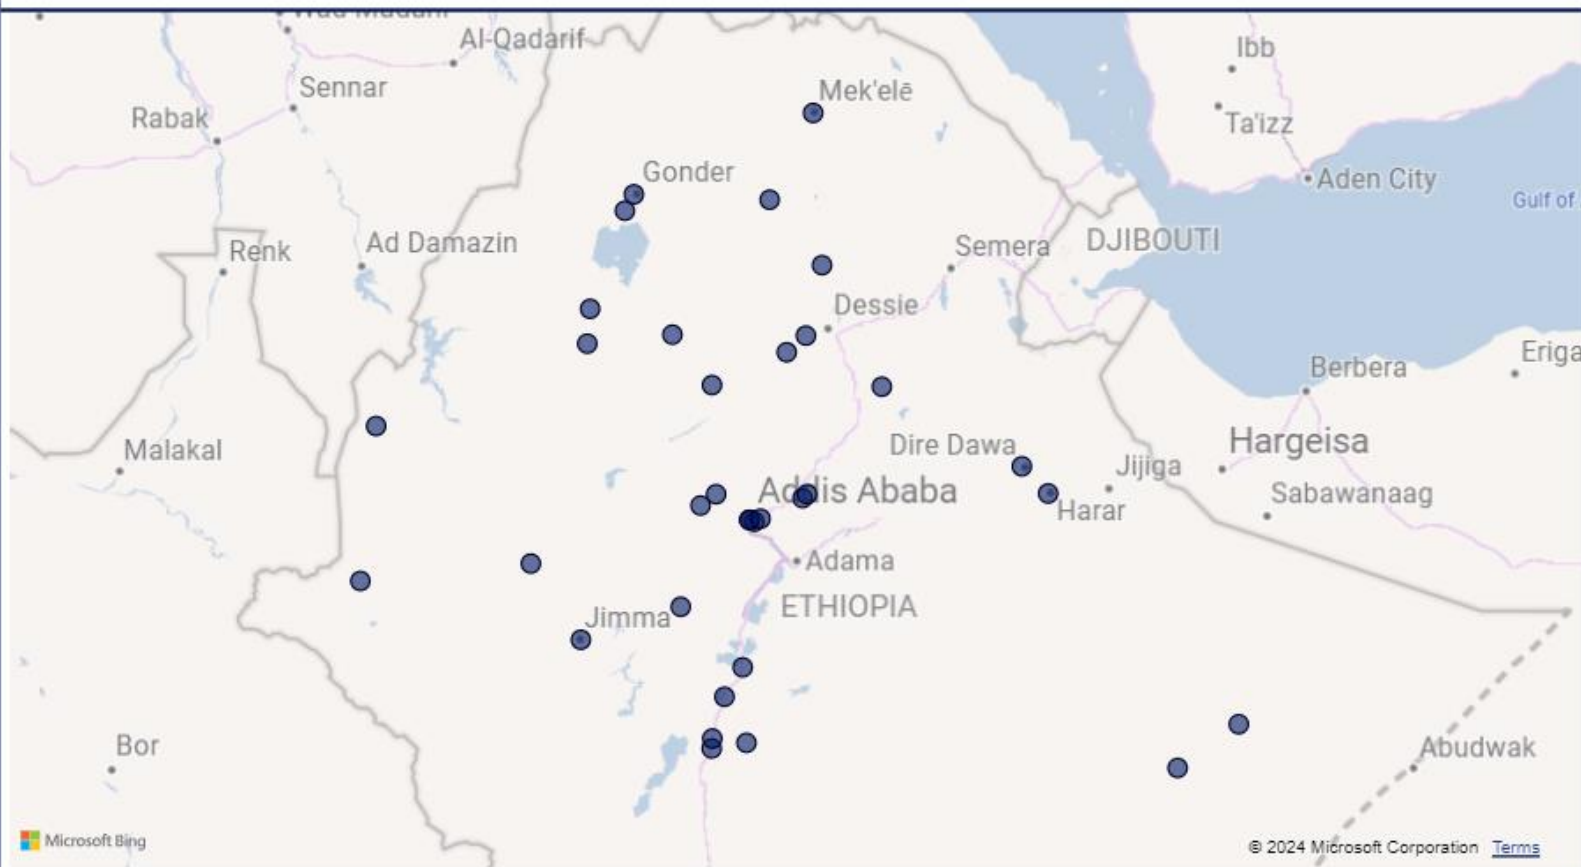 Al-Qadarif
Ibb
Sennar
Mek'elē
Rabak
Ta'izz
Gonder
Aden City
Gulf of
Renk
Ad Damazin
Semera
DJIBOUTI
Dessie
Eriga
Berbera
Malakal
Dire Dawa
Jijiga
Hargeisa
Addis Ababa
Harar
Sabawanaag
Adama
Jimma
ETHIOPIA
Bor
Abudwak
Microsoft Bing
© 2024 Microsoft Corporation Terms